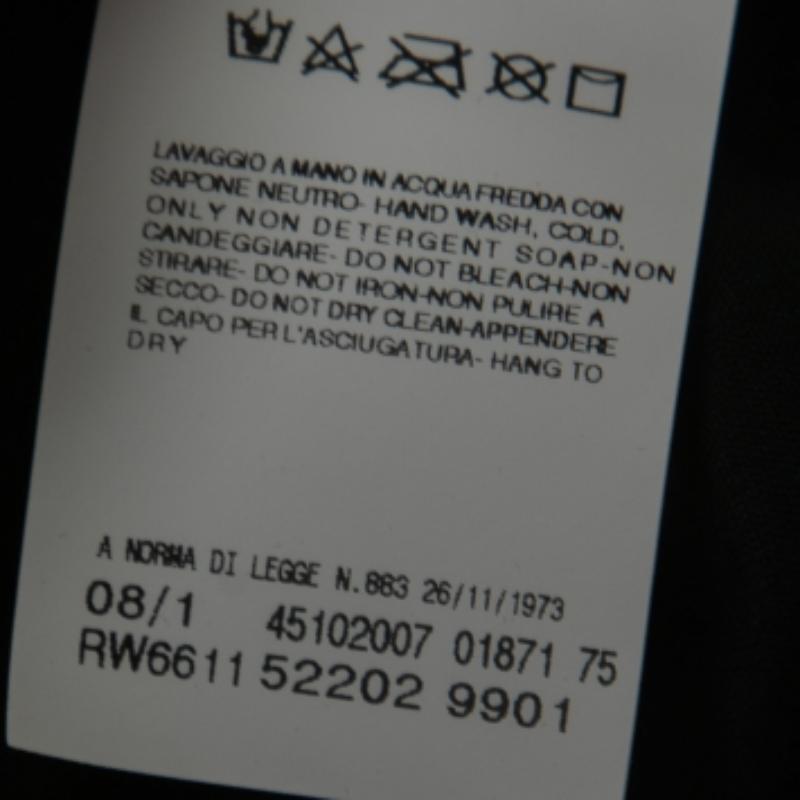 LAVAGGIO A MANO IN ACQUA FREDDA CON
SAPONE NEUTRO- HAND WASH, COLD,
ONLY NON DETERGENT SOAP-NON
CANDEGGIARE- DO NOT BLEACH-NON
STIRARE- DO NOT IRON-NON PULIRE A
SECCO- DO NOT DRY CLEAN-APPENDERE
IL CAPO PER L'ASCIUGATURA- HANG TO
DRY
A NORMA DI LEGGE N.883 26/11/1973
08/1 45102007 01871 75
RW6611 52202 9901